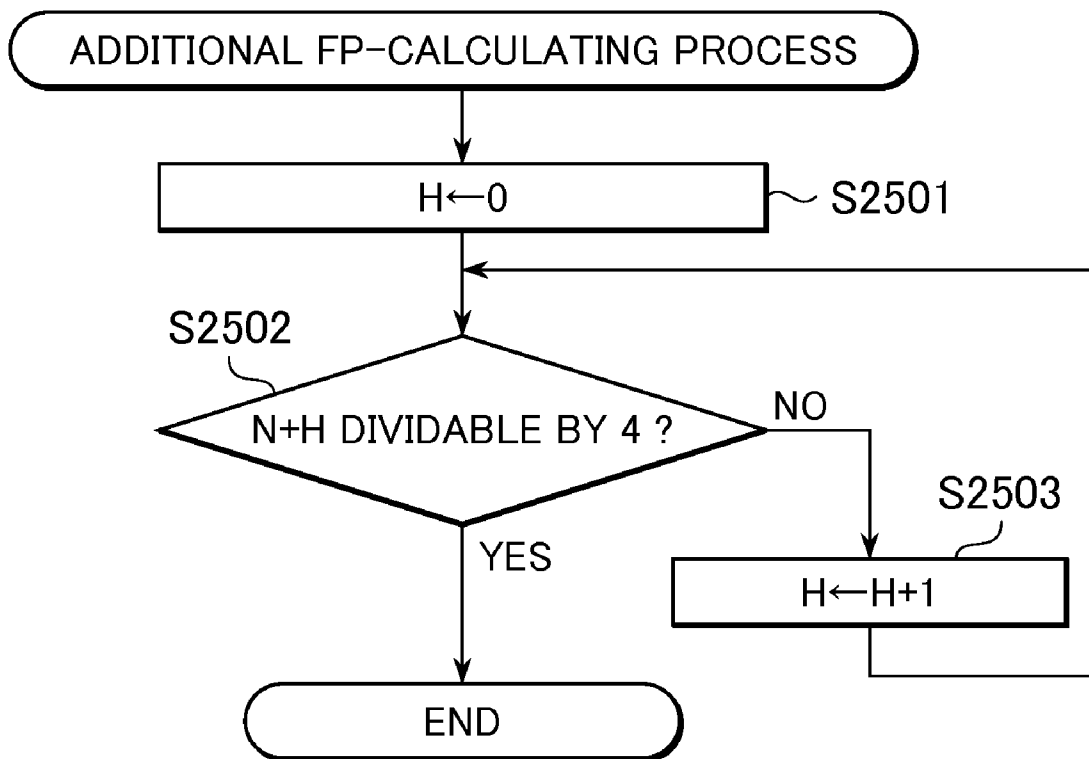 ADDITIONAL FP-CALCULATING PROCESS
H←0
S2501
S2502
N+H DIVIDABLE BY 4 ?
NO
S2503
YES
H←H+1
END